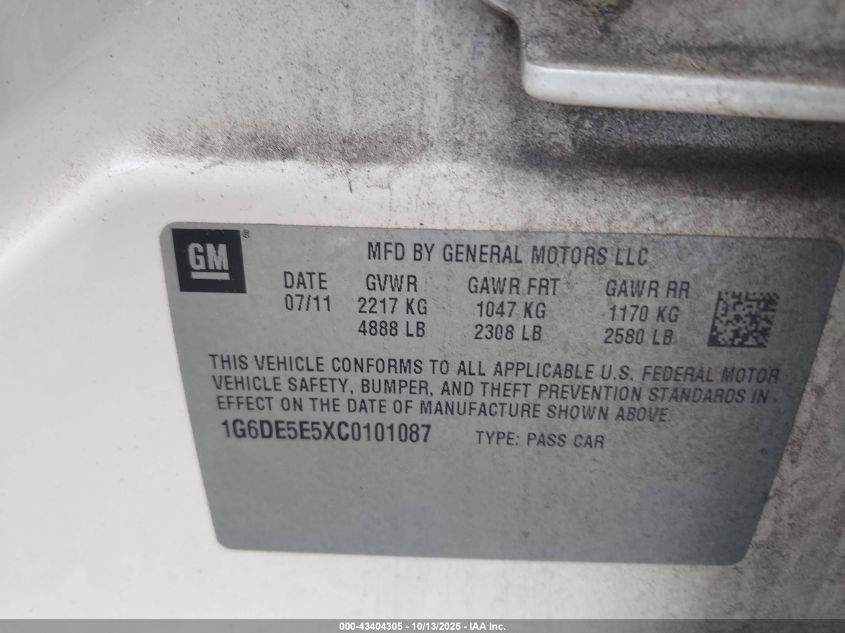 GM ®
MFD BY GENERAL MOTORS LLC
DATE GVWR GAWR FRT GAWR RR
07/11 2217 KG 1047 KG 1170 KG
4888 LB 2308 LB 2580 LB
THIS VEHICLE CONFORMS TO ALL APPLICABLE U.S. FEDERAL MOTOR
VEHICLE SAFETY, BUMPER, AND THEFT PREVENTION STANDARDS IN
EFFECT ON THE DATE OF MANUFACTURE SHOWN ABOVE.
1G6DE5E5XC0101087 TYPE: PASS CAR
000-43404305 - 10/13/2025 - IAA Inc.